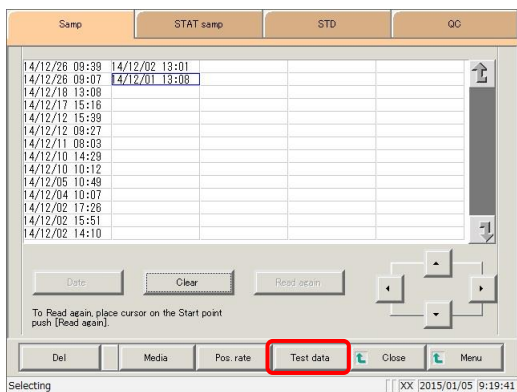 Samp STAT samp STD QC
14/12/26 09:39 14/12/02 13:01
14/12/26 09:07 14/12/01 13:08
14/12/18 13:08
14/12/17 15:16
14/12/12 15:39
14/12/12 09:27
14/12/11 08:03
14/12/10 14:29
14/12/10 10:12
14/12/05 10:49
14/12/04 10:07
14/12/02 17:26
14/12/02 15:51
14/12/02 14:10
Date Clear Read again
To Read again, place cursor on the Start point
push [Read again].
Del Media Pos. rate Test data Close Menu
Selecting XX 2015/01/05 9:19:41